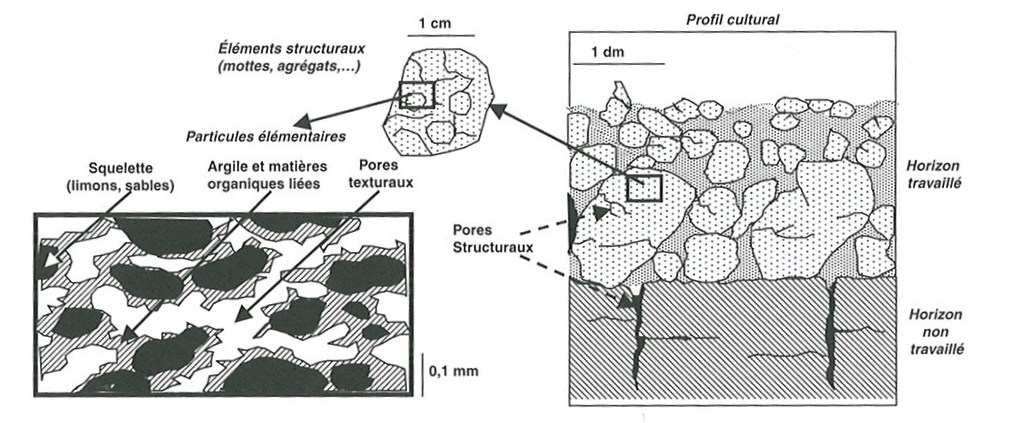 Profil cultural
1 cm
Éléments structuraux
(mottes, agrégats,...)
1 dm
Particules élémentaires
Squelette
(limons, sables)
Argile et matières
organiques liées
Pores
texturaux
Horizon
travaillé
Pores
Structuraux
Horizon
non
travaillé
0,1 mm